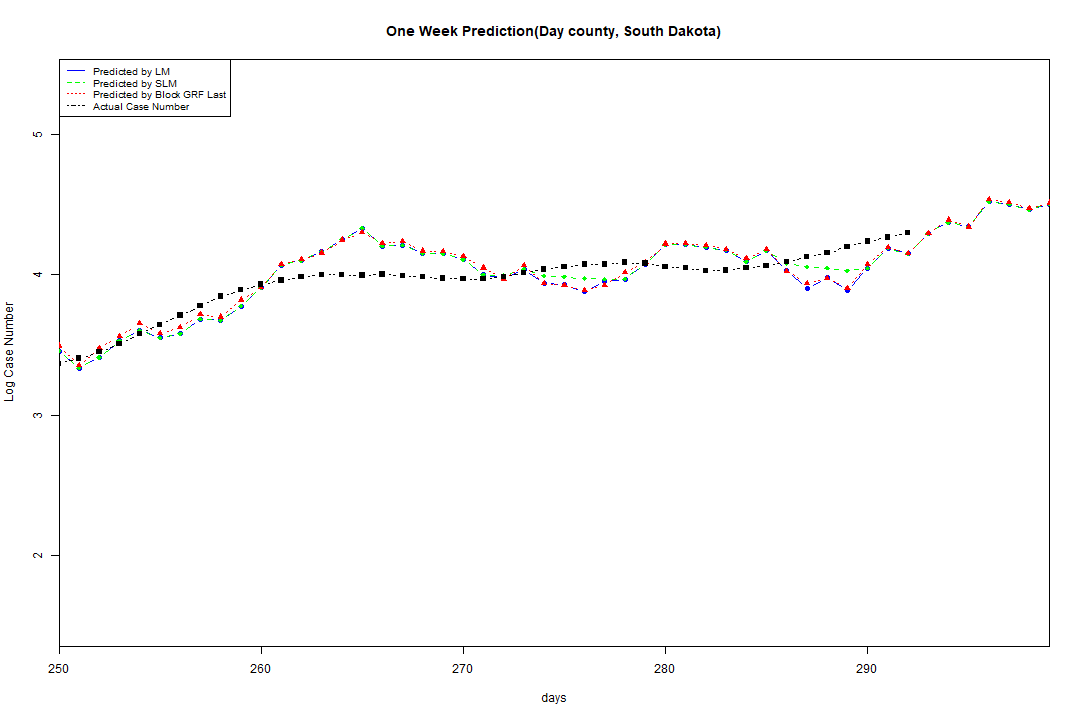 One Week Prediction(Day county, South Dakota)
Predicted by LM
Predicted by SLM
Predicted by Block GRF Last
Actual Case Number
5
4
3
2
Log Case Number
250 260 270 280 290
days